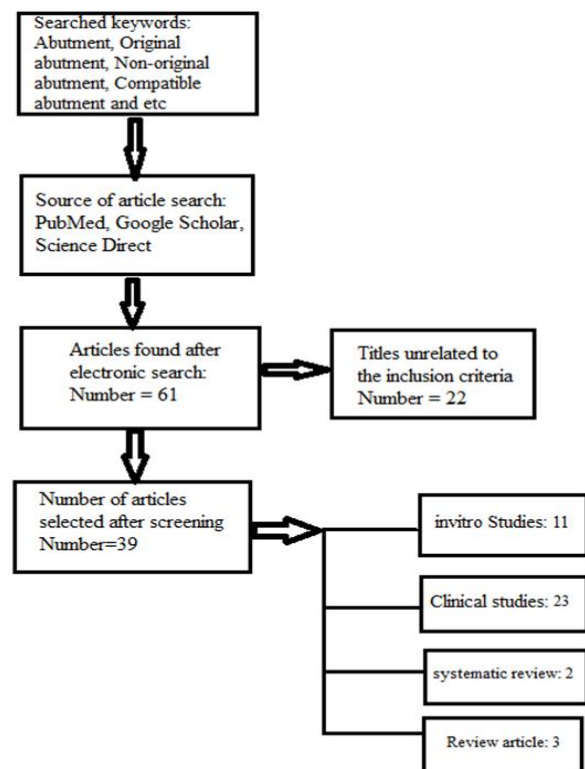 Searched keywords:
Abutment, Original
abutment, Non-original
abutment, Compatible
abutment and etc
Source of article search:
PubMed, Google Scholar,
Science Direct
Articles found after
electronic search:
Number = 61
Titles unrelated to
the inclusion criteria
Number = 22
Number of articles
selected after screening
Number=39
invitro Studies: 11
Clinical studies: 23
systematic review: 2
Review article: 3